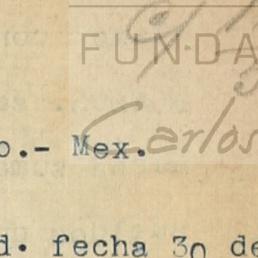 FUNDA
Carlos
o.- Mex.
d. fecha 30 de